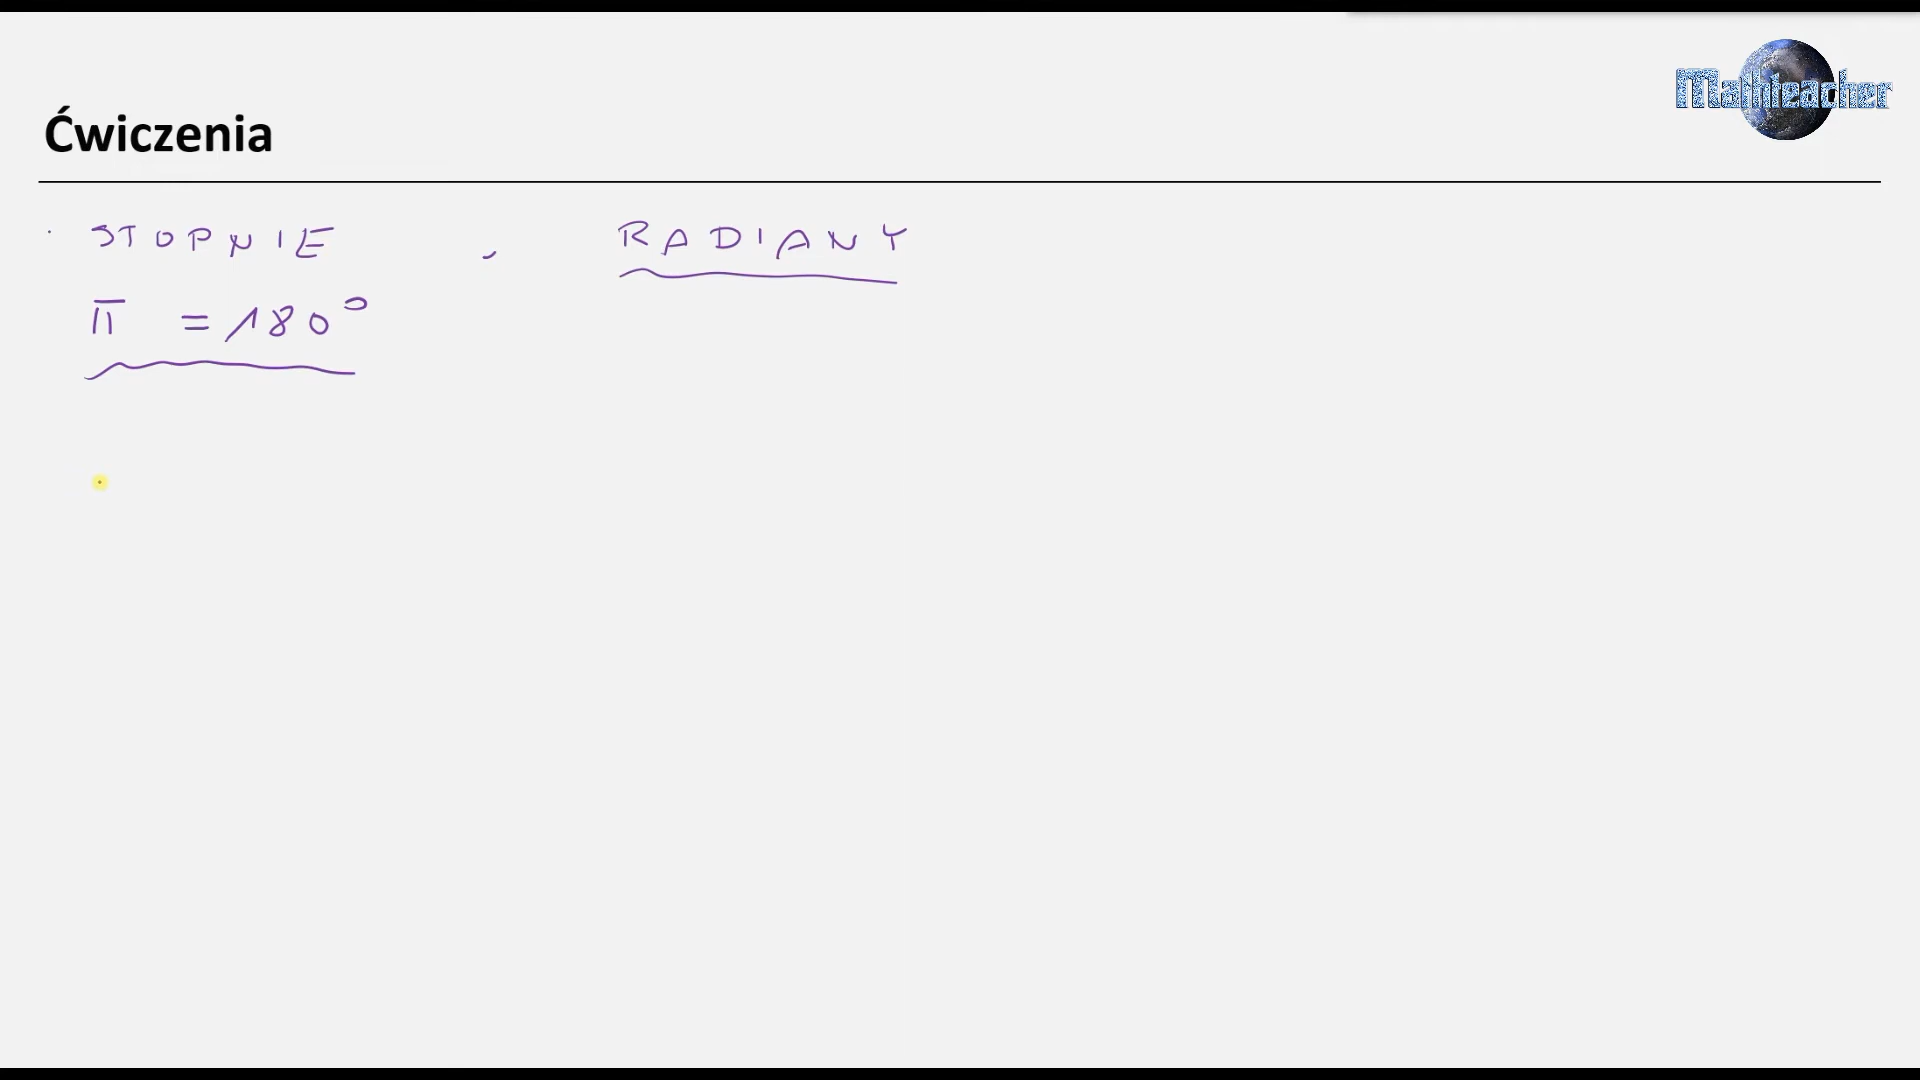 Mathteacher
Ćwiczenia
STOPNIE , RADIANY
π = 180°